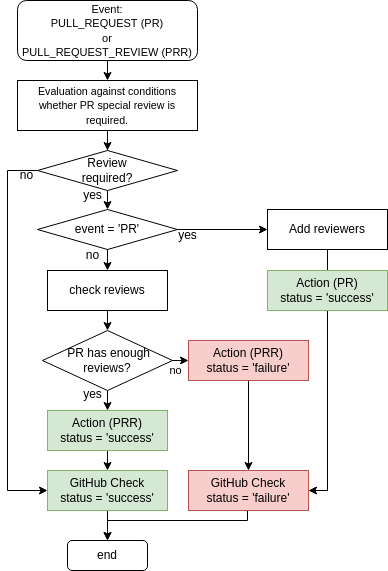 Event:
PULL_REQUEST (PR)
or
PULL_REQUEST_REVIEW (PRR)
Evaluation against conditions
whether PR special review is
required.
Review
required?
no
yes
event = 'PR'
yes
no
Add reviewers
check reviews
Action (PR)
status = 'success'
PR has enough
reviews?
no
yes
Action (PRR)
status = 'failure'
Action (PRR)
status = 'success'
GitHub Check
status = 'success'
GitHub Check
status = 'failure'
end